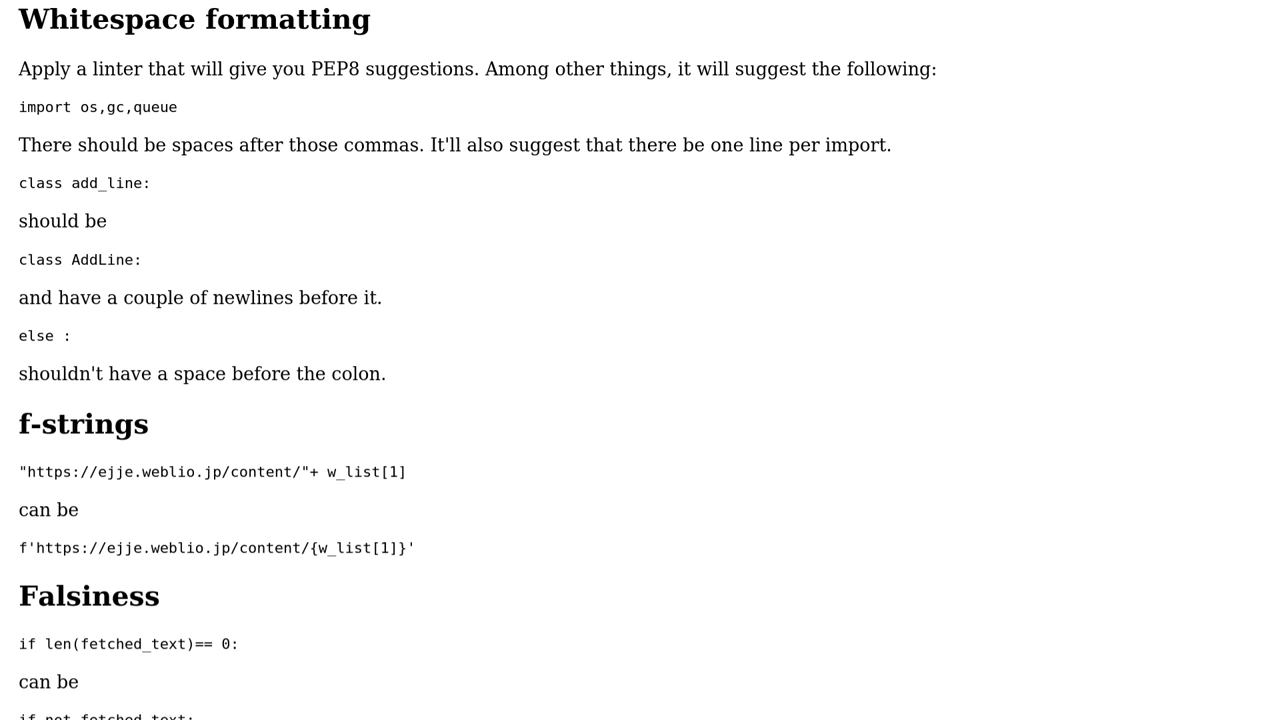 Whitespace formatting
Apply a linter that will give you PEP8 suggestions. Among other things, it will suggest the following:
import os,gc,queue
There should be spaces after those commas. It'll also suggest that there be one line per import.
class add_line:
should be
class AddLine:
and have a couple of newlines before it.
else :
shouldn't have a space before the colon.
f-strings
"https://ejje.weblio.jp/content/"+ w_list[1]
can be
f'https://ejje.weblio.jp/content/{w_list[1]}'
Falsiness
if len(fetched_text)== 0:
can be
if not fetched_text: